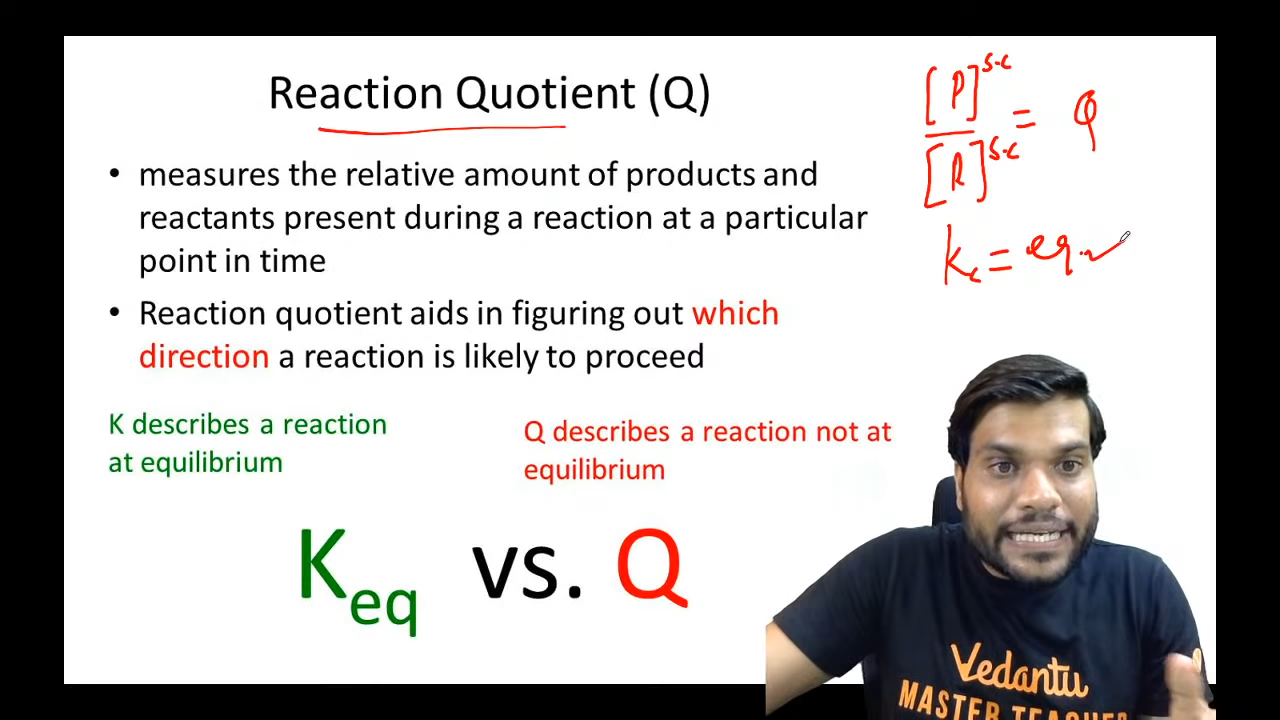 Reaction Quotient (Q)
• measures the relative amount of products and
reactants present during a reaction at a particular
point in time
• Reaction quotient aids in figuring out which
direction a reaction is likely to proceed
K describes a reaction
at equilibrium
Q describes a reaction not at
equilibrium
Keq vs. Q
[P]^s.c
[R]^s.c = Q
Kc = eq.
Vedantu
MASTER TEACHER